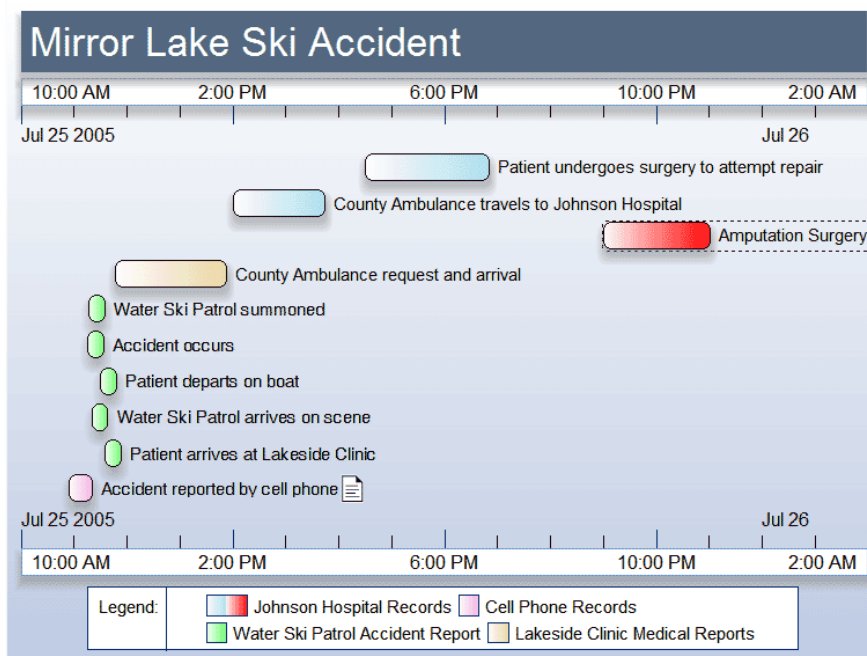 Mirror Lake Ski Accident
10:00 AM 2:00 PM 6:00 PM 10:00 PM 2:00 AM
Jul 25 2005 Jul 26
Patient undergoes surgery to attempt repair
County Ambulance travels to Johnson Hospital
Amputation Surgery
County Ambulance request and arrival
Water Ski Patrol summoned
Accident occurs
Patient departs on boat
Water Ski Patrol arrives on scene
Patient arrives at Lakeside Clinic
Accident reported by cell phone
Jul 25 2005 Jul 26
10:00 AM 2:00 PM 6:00 PM 10:00 PM 2:00 AM
Legend: Johnson Hospital Records Cell Phone Records
Water Ski Patrol Accident Report Lakeside Clinic Medical Reports